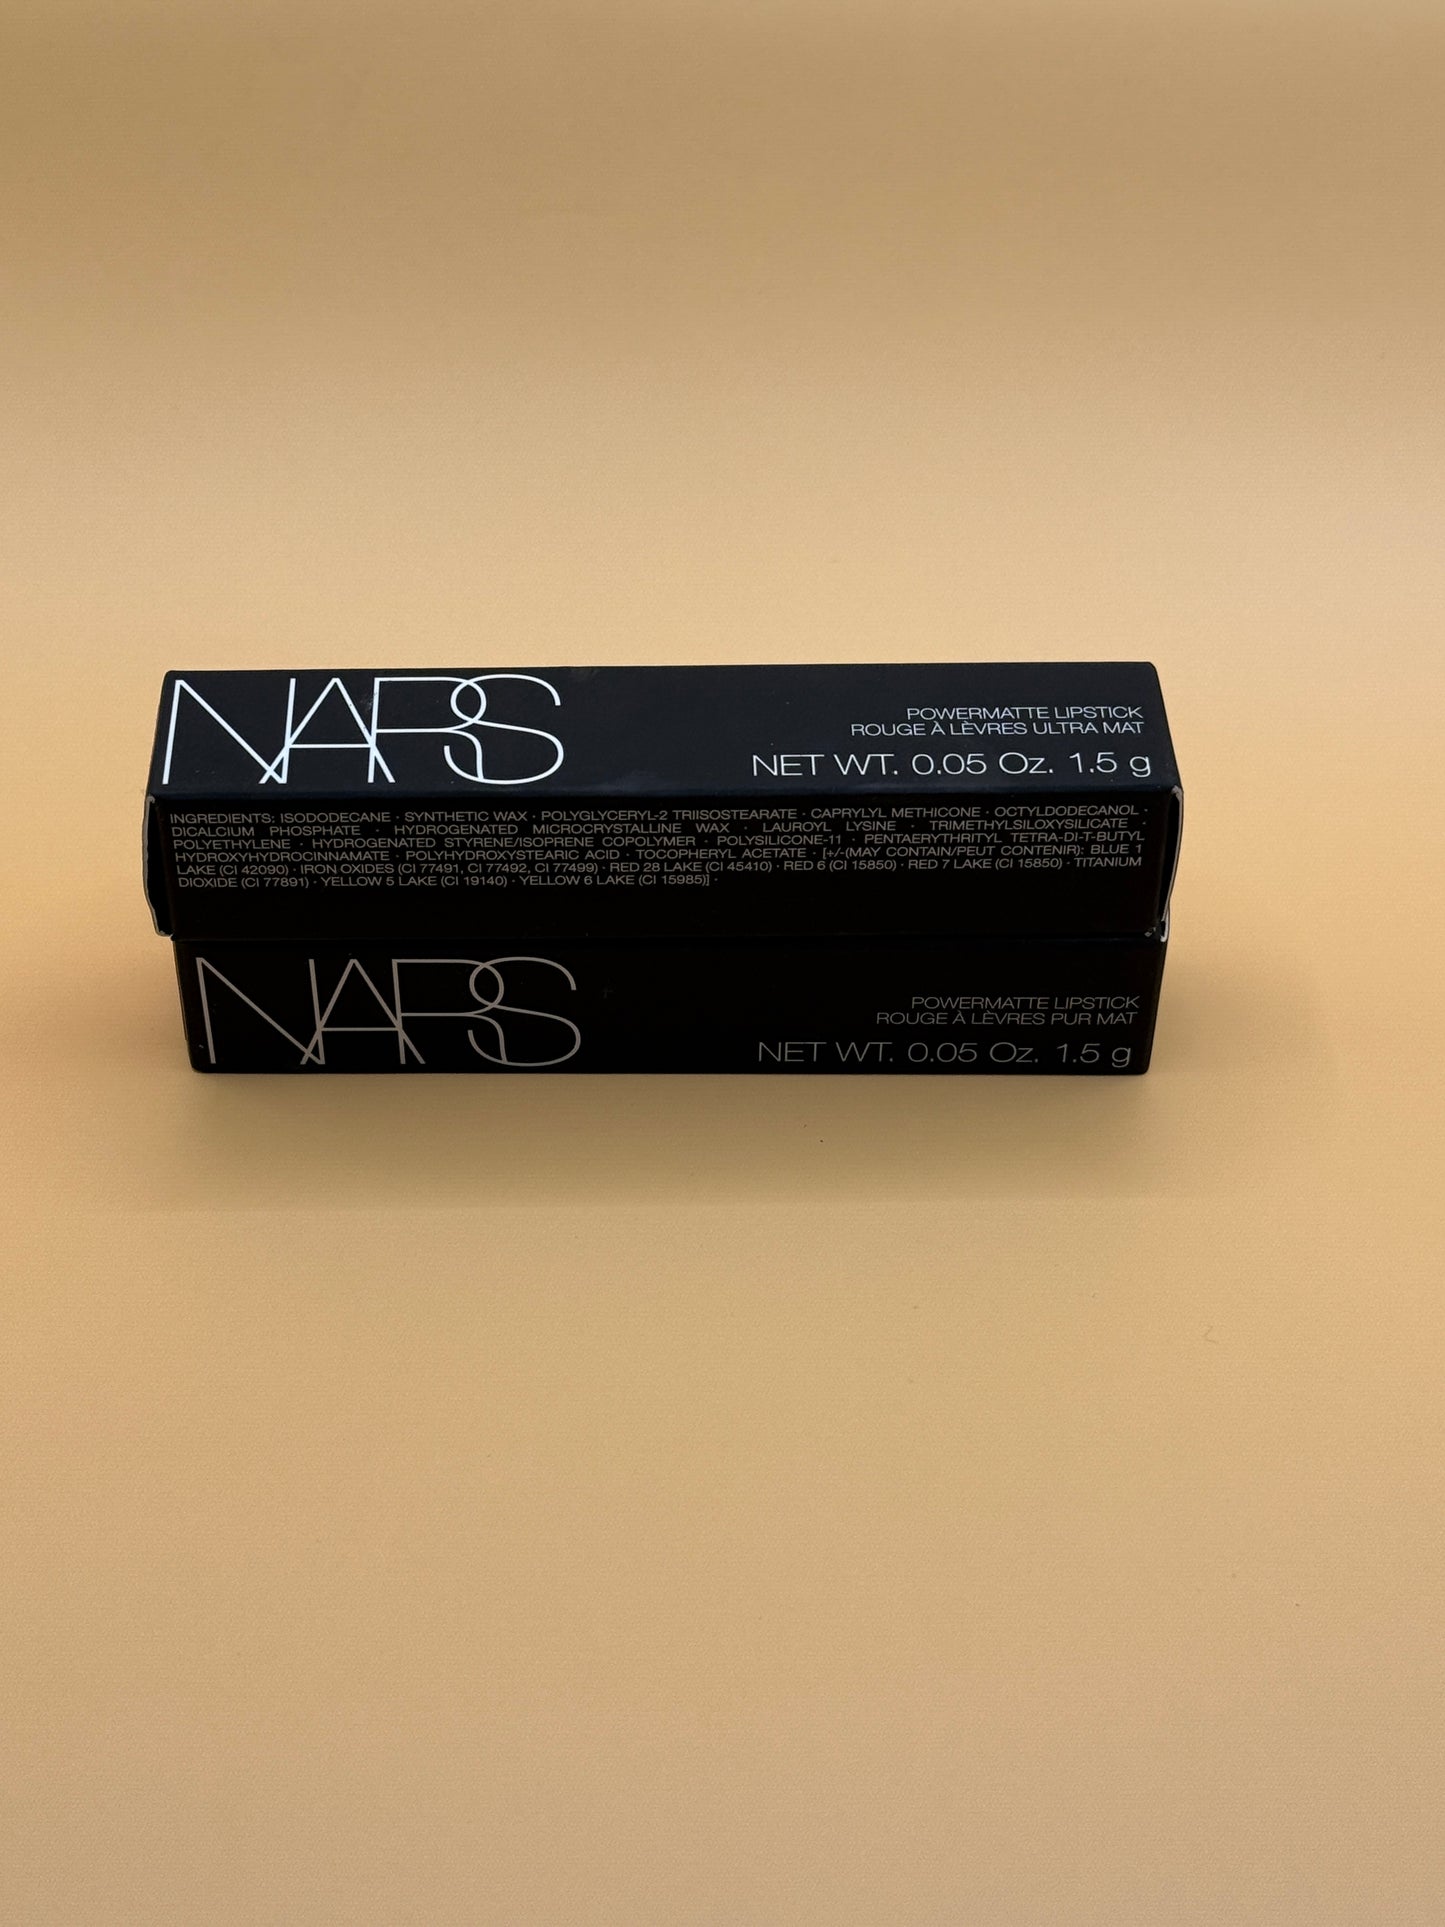 NARS
POWERMATTE LIPSTICK
ROUGE À LÈVRES ULTRA MAT
NET WT. 0.05 Oz. 1.5 g
INGREDIENTS: ISODODECANE · SYNTHETIC WAX · POLYGLYCERYL-2 TRIISOSTEARATE · CAPRYLYL METHICONE · OCTYLDODECANOL ·
DICALCIUM PHOSPHATE · HYDROGENATED MICROCRYSTALLINE WAX · LAUROYL LYSINE · TRIMETHYLSILOXYSILICATE ·
POLYETHYLENE · HYDROGENATED STYRENE/ISOPRENE COPOLYMER · POLYSILICONE-11 · PENTAERYTHRITYL TETRA-DI-T-BUTYL
HYDROXYHYDROCINNAMATE · POLYHYDROXYSTEARIC ACID · TOCOPHERYL ACETATE · [+/-(MAY CONTAIN/PEUT CONTENIR): BLUE 1
LAKE (CI 42090) · IRON OXIDES (CI 77491, CI 77492, CI 77499) · RED 28 LAKE (CI 45410) · RED 6 (CI 15850) · RED 7 LAKE (CI 15850) · TITANIUM
DIOXIDE (CI 77891) · YELLOW 5 LAKE (CI 19140) · YELLOW 6 LAKE (CI 15985)] ·
NARS
POWERMATTE LIPSTICK
ROUGE À LÈVRES PUR MAT
NET WT. 0.05 Oz. 1.5 g